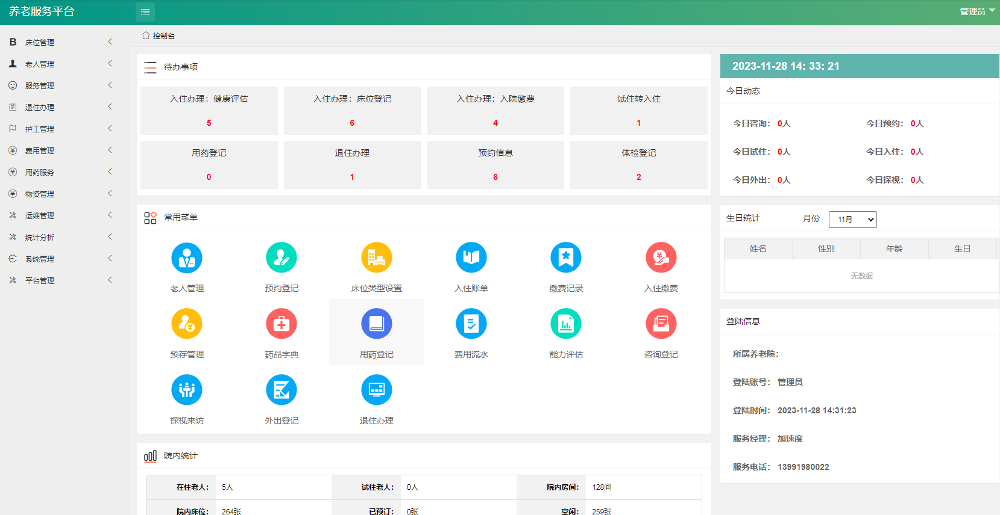 养老服务平台
管理员
床位管理
老人管理
服务管理
退住办理
护工管理
费用管理
用药服务
物资管理
运维管理
统计分析
系统管理
平台管理
控制台
待办事项
入住办理：健康评估 入住办理：床位登记 入住办理：入院缴费 试住转入住
5 6 4 1
用药登记 退住办理 预约信息 体检登记
0 1 6 2
常用菜单
老人管理 预约登记 床位类型设置 入住账单 缴费记录 入住缴费
预存管理 药品字典 用药登记 费用流水 能力评估 咨询登记
探视来访 外出登记 退住办理
院内统计
在住老人： 5人 试住老人： 0人 院内房间： 128间
院内床位： 264张 已预订： 0张 空闲： 259张
2023-11-28 14: 33: 21
今日动态
今日咨询： 0人 今日预约： 0人
今日试住： 0人 今日入住： 0人
今日外出： 0人 今日探视： 0人
生日统计 月份 11月
姓名 性别 年龄 生日
无数据
登陆信息
所属养老院：
登陆账号： 管理员
登陆时间： 2023-11-28 14:31:23
服务经理： 加速度
服务电话： 13991980022